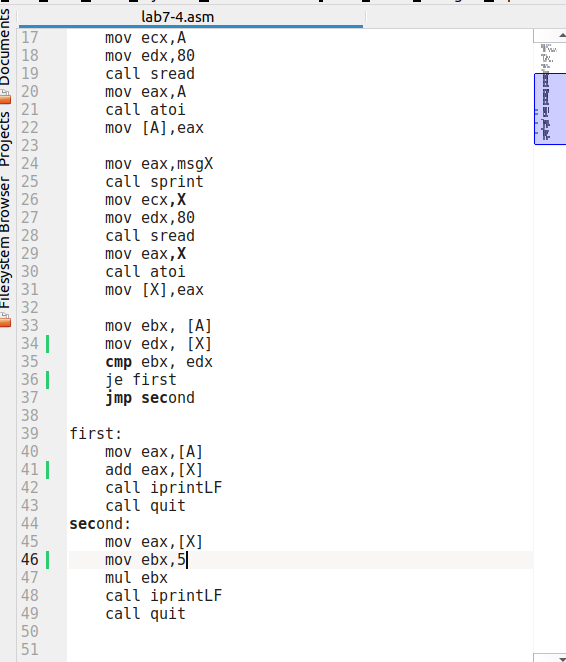 lab7-4.asm
Documents
Projects
Filesystem Browser
17 mov ecx,A
18 mov edx,80
19 call sread
20 mov eax,A
21 call atoi
22 mov [A],eax
23
24 mov eax,msgX
25 call sprint
26 mov ecx,X
27 mov edx,80
28 call sread
29 mov eax,X
30 call atoi
31 mov [X],eax
32
33 mov ebx, [A]
34 mov edx, [X]
35 cmp ebx, edx
36 je first
37 jmp second
38
39 first:
40 mov eax,[A]
41 add eax,[X]
42 call iprintLF
43 call quit
44 second:
45 mov eax,[X]
46 mov ebx,5
47 mul ebx
48 call iprintLF
49 call quit
50
51